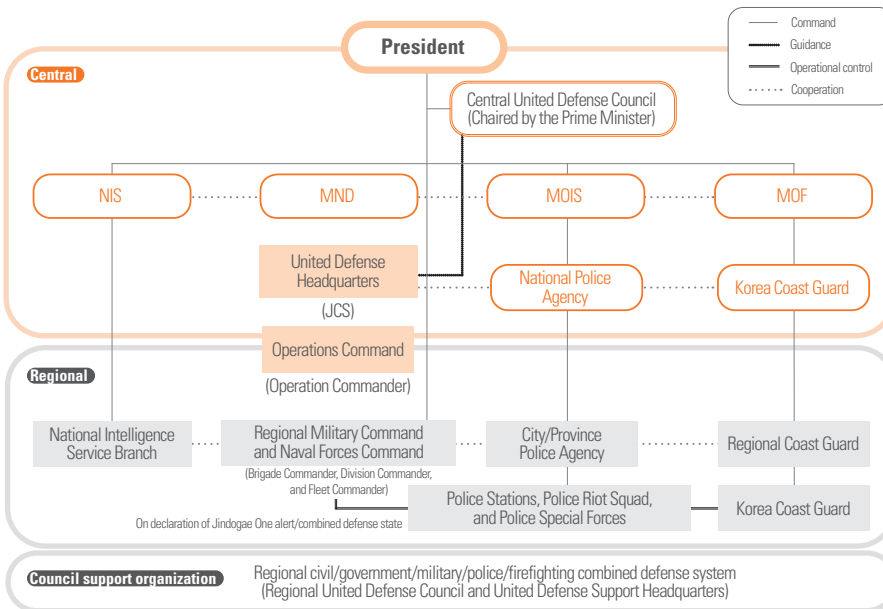 President
Command
Guidance
Operational control
Cooperation
Central
Central United Defense Council
(Chaired by the Prime Minister)
NIS
MND
MOIS
MOF
United Defense
Headquarters
(JCS)
National Police
Agency
Korea Coast Guard
Operations Command
(Operation Commander)
Regional
National Intelligence
Service Branch
Regional Military Command
and Naval Forces Command
(Brigade Commander, Division Commander,
and Fleet Commander)
City/Province
Police Agency
Regional Coast Guard
Police Stations, Police Riot Squad,
and Police Special Forces
Korea Coast Guard
On declaration of Jindogae One alert/combined defense state
Council support organization
Regional civil/government/military/police/firefighting combined defense system
(Regional United Defense Council and United Defense Support Headquarters)